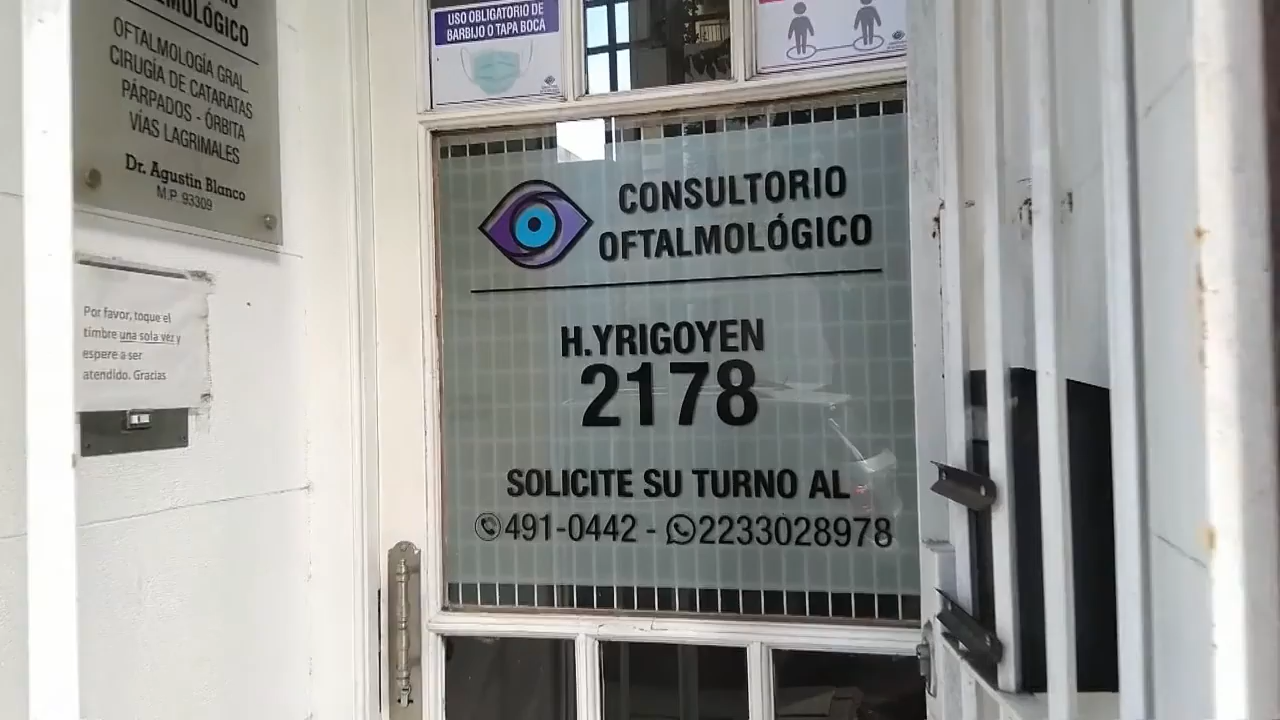 OFTALMOLÓGICO
OFTALMOLOGÍA GRAL.
CIRUGÍA DE CATARATAS
PÁRPADOS - ÓRBITA
VÍAS LAGRIMALES
Dr. Agustin Blanco
M.P. 93309
Por favor, toque el
timbre una sola vez y
espere a ser
atendido. Gracias
USO OBLIGATORIO DE
BARBIJO O TAPA BOCA
CONSULTORIO
OFTALMOLÓGICO
H.YRIGOYEN
2178
SOLICITE SU TURNO AL
491-0442 - 2233028978